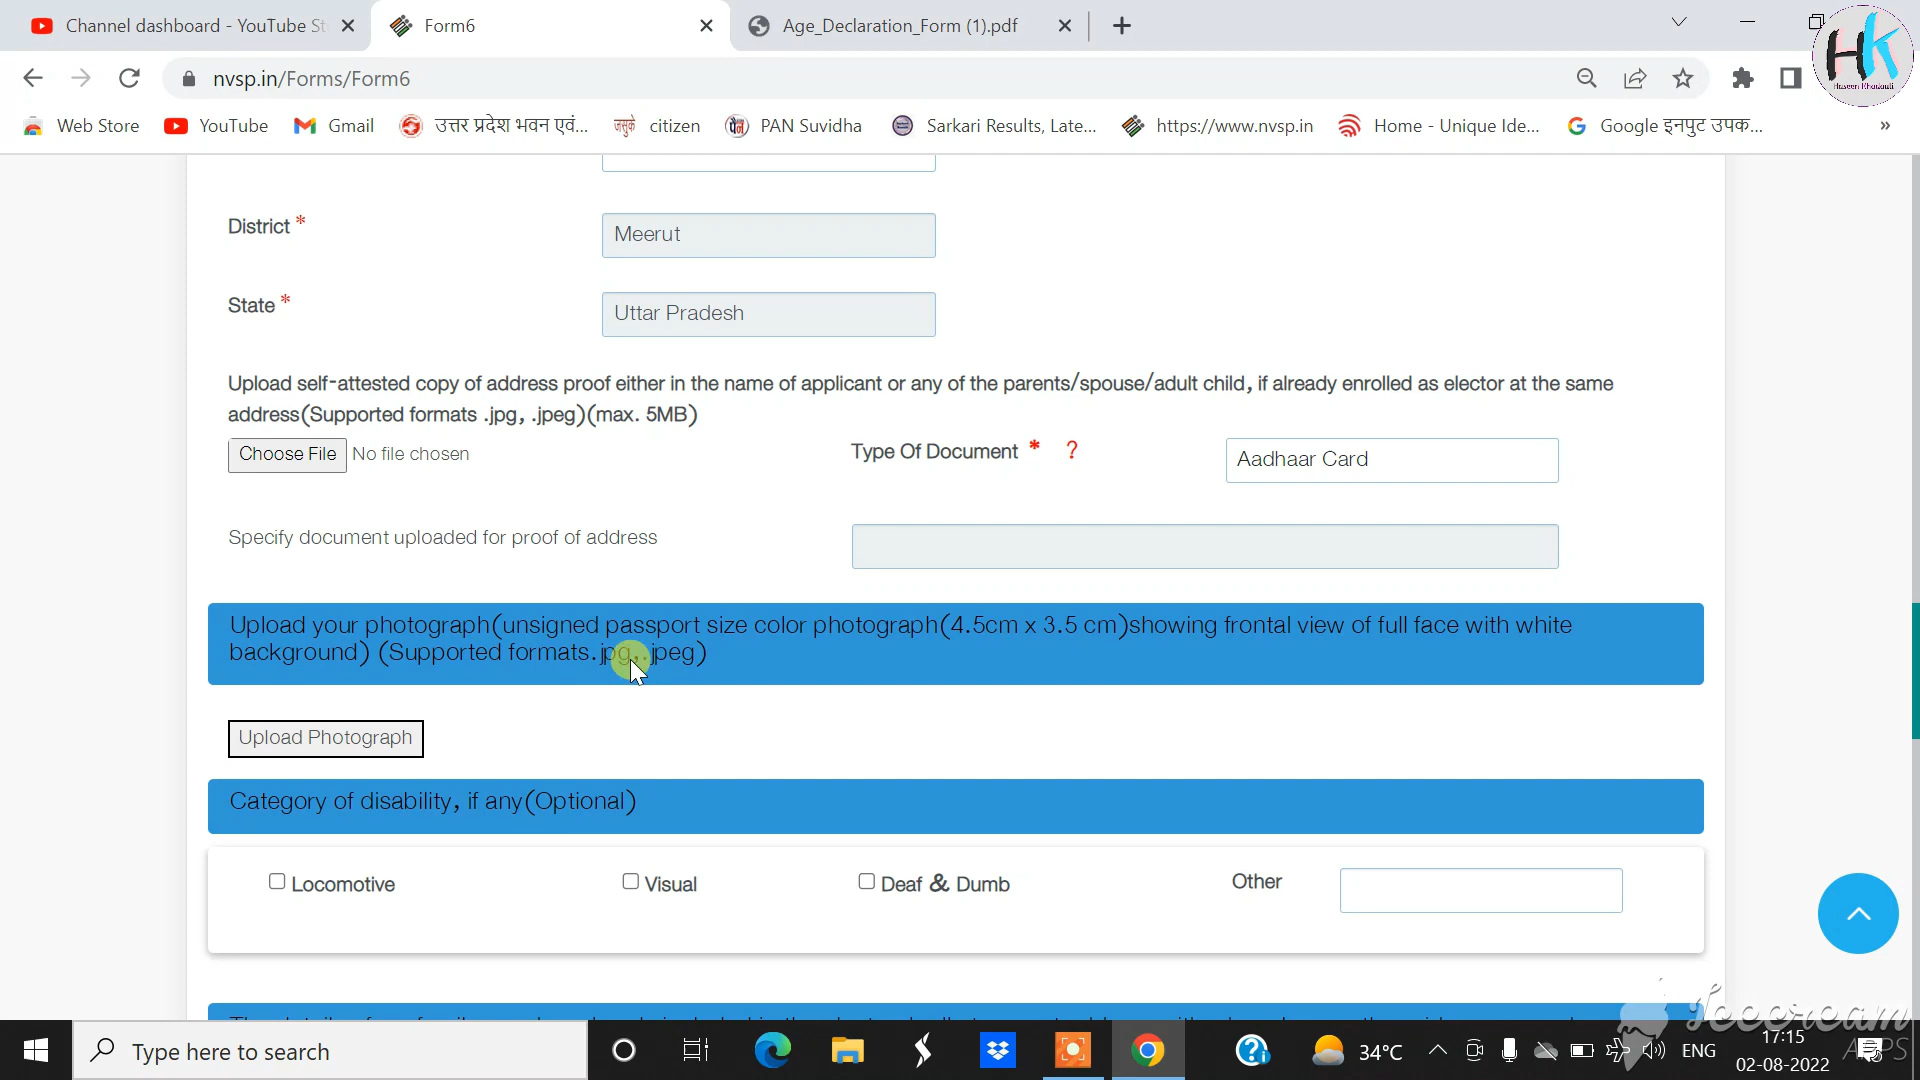 Channel dashboard - YouTube St
Form6
Age_Declaration_Form (1).pdf
nvsp.in/Forms/Form6
HK
Haseen Kharkauli
Web Store
YouTube
Gmail
उत्तर प्रदेश भवन एवं...
जसुके citizen
PAN Suvidha
Sarkari Results, Late...
https://www.nvsp.in
Home - Unique Ide...
Google इनपुट उपक...
»
District *
Meerut
State *
Uttar Pradesh
Upload self-attested copy of address proof either in the name of applicant or any of the parents/spouse/adult child, if already enrolled as elector at the same
address(Supported formats .jpg, .jpeg)(max. 5MB)
Choose File No file chosen
Type Of Document * ?
Aadhaar Card
Specify document uploaded for proof of address
Upload your photograph(unsigned passport size color photograph(4.5cm x 3.5 cm)showing frontal view of full face with white
background) (Supported formats.jpg,.jpeg)
Upload Photograph
Category of disability, if any(Optional)
Locomotive
Visual
Deaf & Dumb
Other
Icecream
APPS
Type here to search
34°C
ENG
17:15
02-08-2022